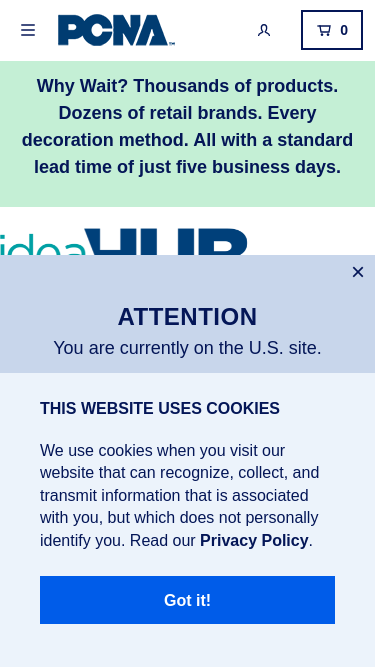 PCNA
0
Why Wait? Thousands of products.
Dozens of retail brands. Every
decoration method. All with a standard
lead time of just five business days.
ideaHUB
ATTENTION
You are currently on the U.S. site.
THIS WEBSITE USES COOKIES
We use cookies when you visit our
website that can recognize, collect, and
transmit information that is associated
with you, but which does not personally
identify you. Read our Privacy Policy.
Got it!